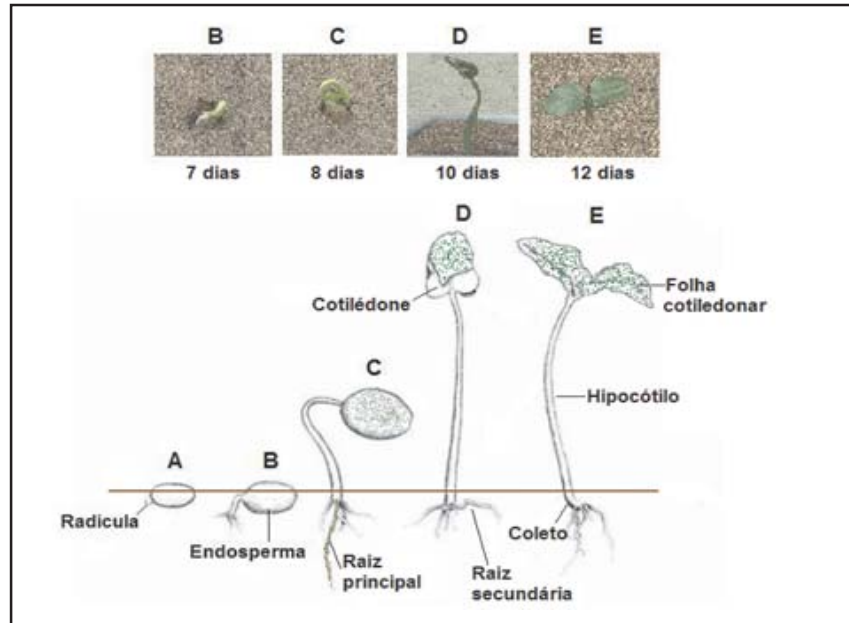 B
C
D
E
7 dias
8 dias
10 dias
12 dias
D
E
Cotilédone
Folha
cotiledonar
C
Hipocótilo
A
B
Radícula
Endosperma
Raiz
principal
Raiz
secundária
Coleto